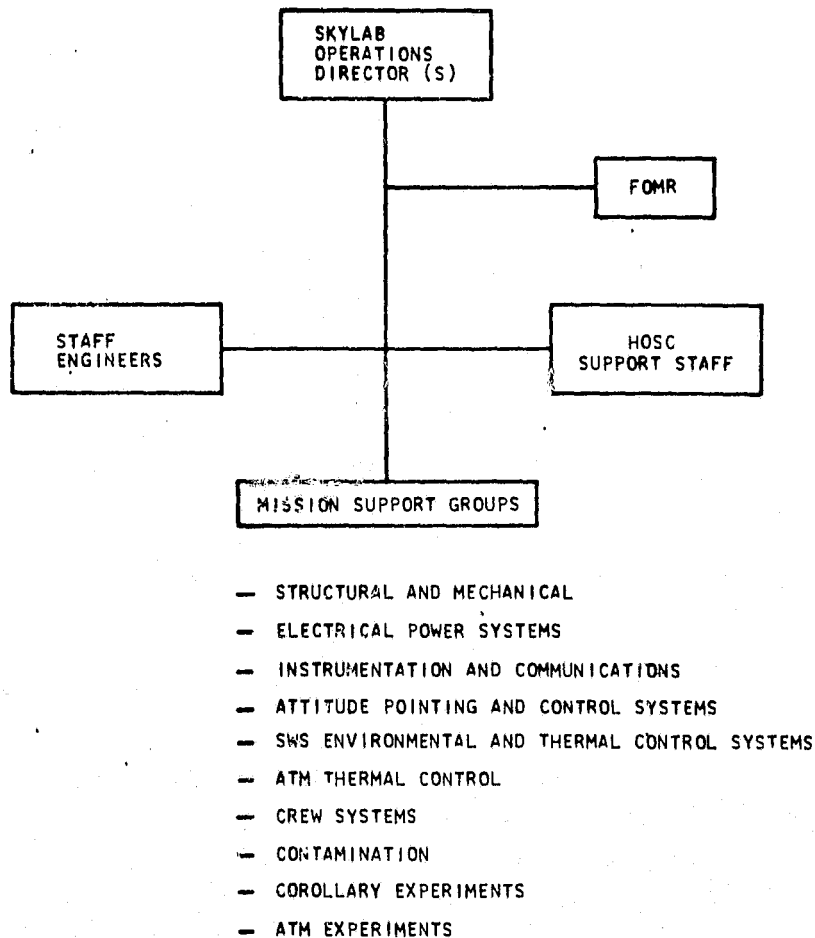 SKYLAB
OPERATIONS
DIRECTOR (S)
FOMR
STAFF
ENGINEERS
HOSC
SUPPORT STAFF
MISSION SUPPORT GROUPS
— STRUCTURAL AND MECHANICAL
— ELECTRICAL POWER SYSTEMS
— INSTRUMENTATION AND COMMUNICATIONS
— ATTITUDE POINTING AND CONTROL SYSTEMS
— SWS ENVIRONMENTAL AND THERMAL CONTROL SYSTEMS
— ATM THERMAL CONTROL
— CREW SYSTEMS
— CONTAMINATION
— COROLLARY EXPERIMENTS
— ATM EXPERIMENTS